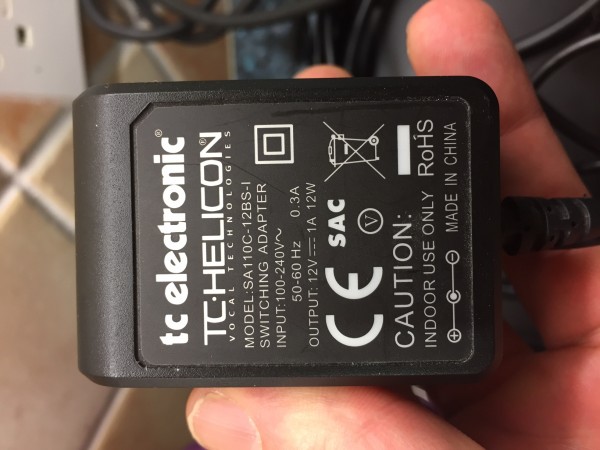 tc electronic®
TC·HELICON®
VOCAL TECHNOLOGIES
MODEL:SA110C-12BS-I
SWITCHING ADAPTER
INPUT:100-240V~
50-60 Hz 0.3A
OUTPUT:12V⎓1A 12W
CE SAC
V
CAUTION: RoHS
INDOOR USE ONLY MADE IN CHINA